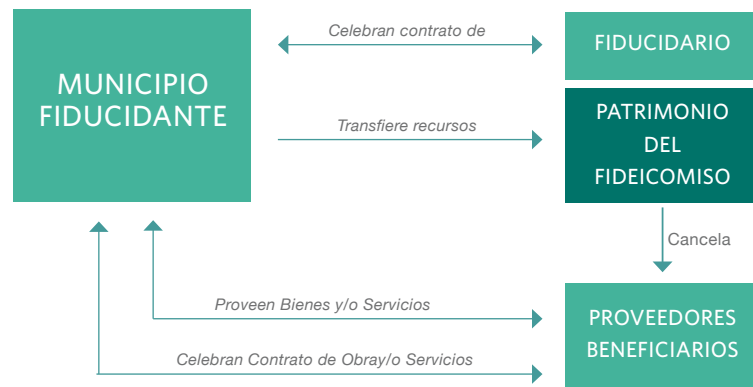 Celebran contrato de
FIDUCIDARIO
MUNICIPIO
FIDUCIDANTE
Transfiere recursos
PATRIMONIO
DEL
FIDEICOMISO
Cancela
Proveen Bienes y/o Servicios
PROVEEDORES
BENEFICIARIOS
Celebran Contrato de Obray/o Servicios